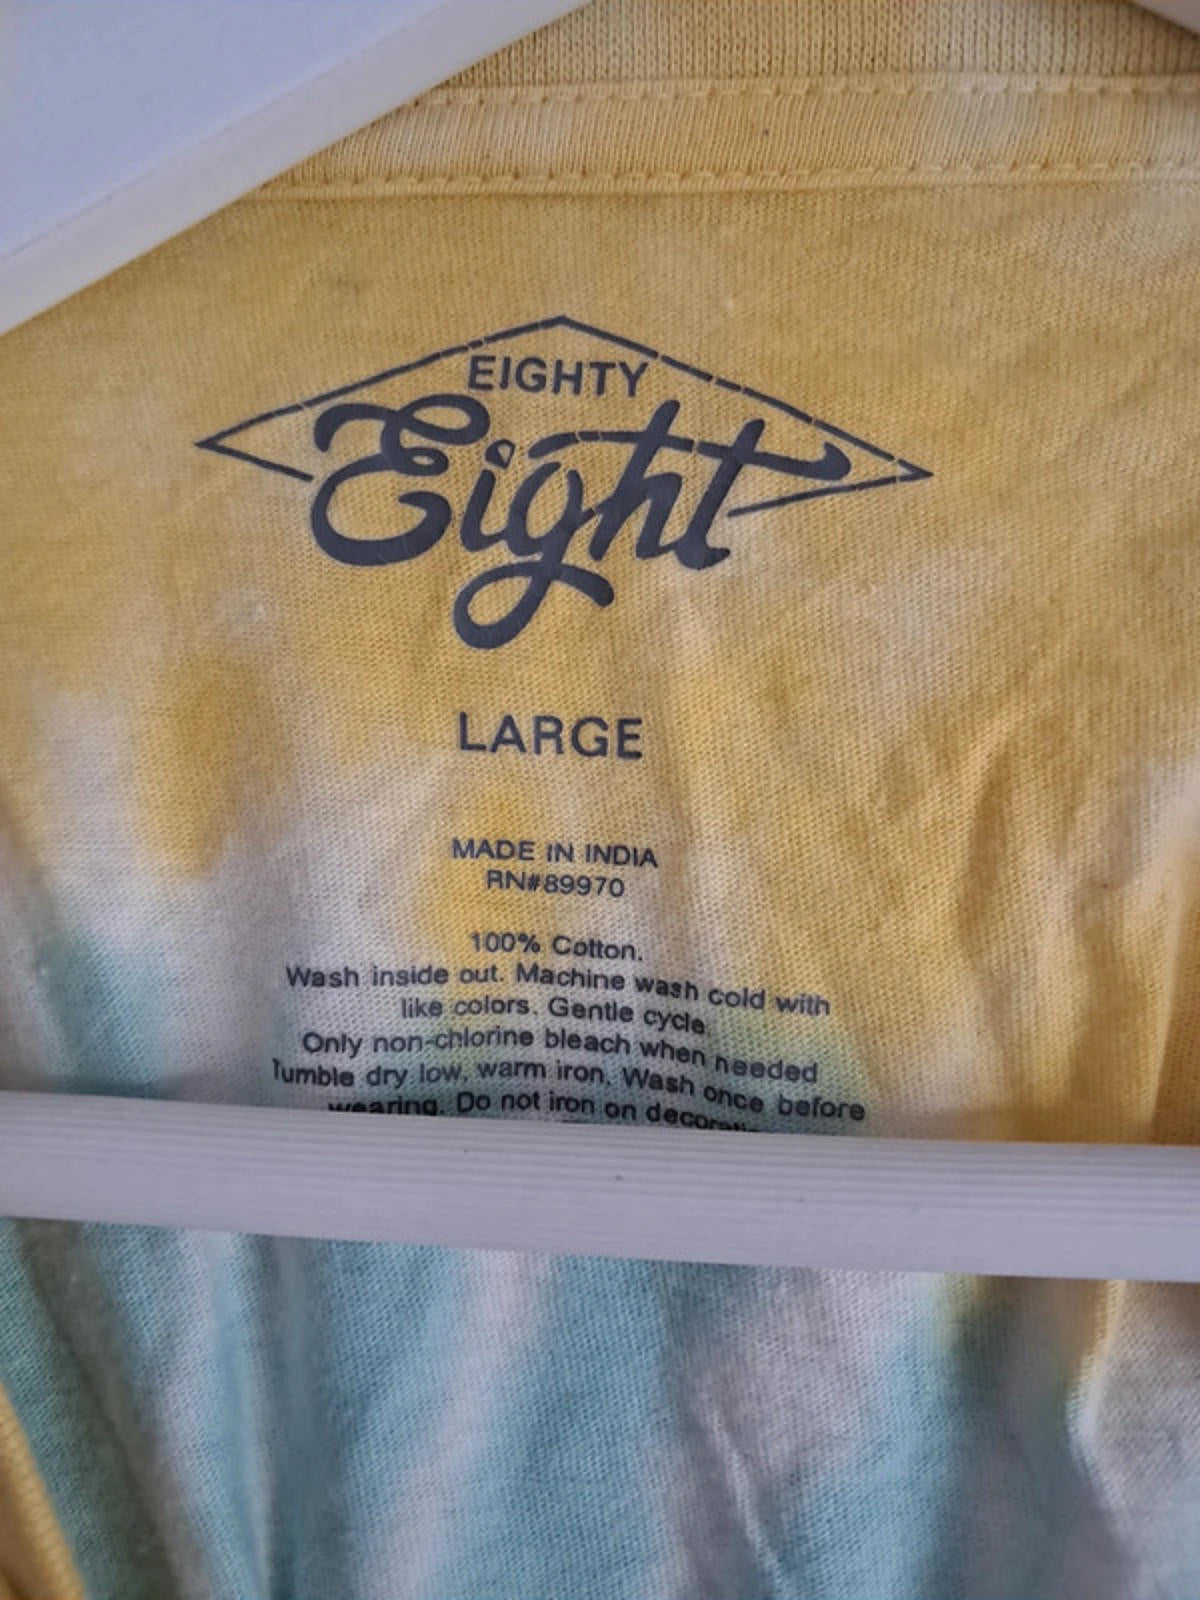 EIGHTY
Eight
LARGE
MADE IN INDIA
RN#89970
100% Cotton.
Wash inside out. Machine wash cold with
like colors. Gentle cycle.
Only non-chlorine bleach when needed
Tumble dry low, warm iron. Wash once before
wearing. Do not iron on